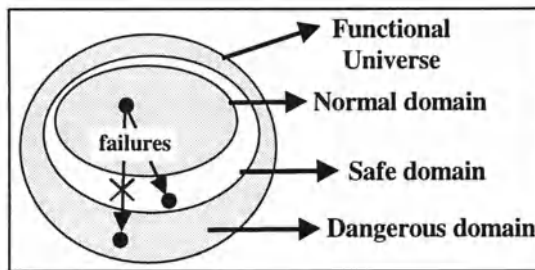 Functional
Universe
Normal domain
failures
Safe domain
Dangerous domain